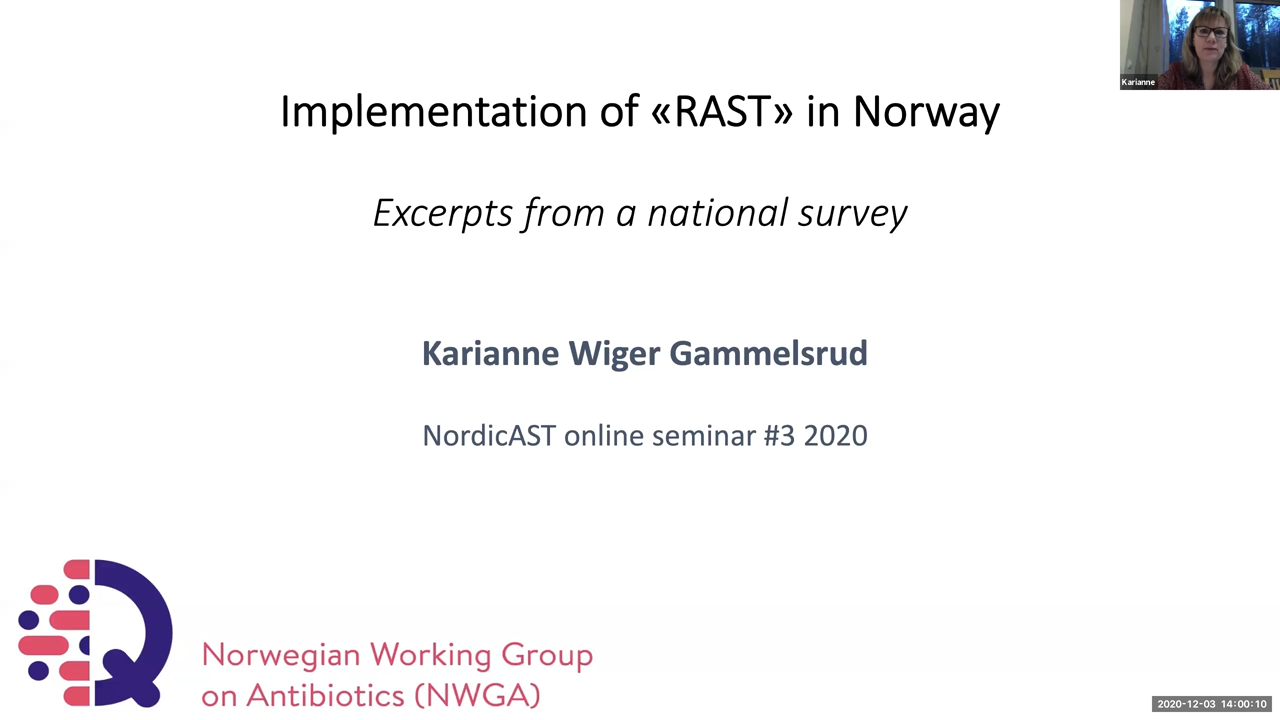 Karianne
Implementation of «RAST» in Norway
Excerpts from a national survey
Karianne Wiger Gammelsrud
NordicAST online seminar #3 2020
Norwegian Working Group
on Antibiotics (NWGA)
2020-12-03 14:00:10